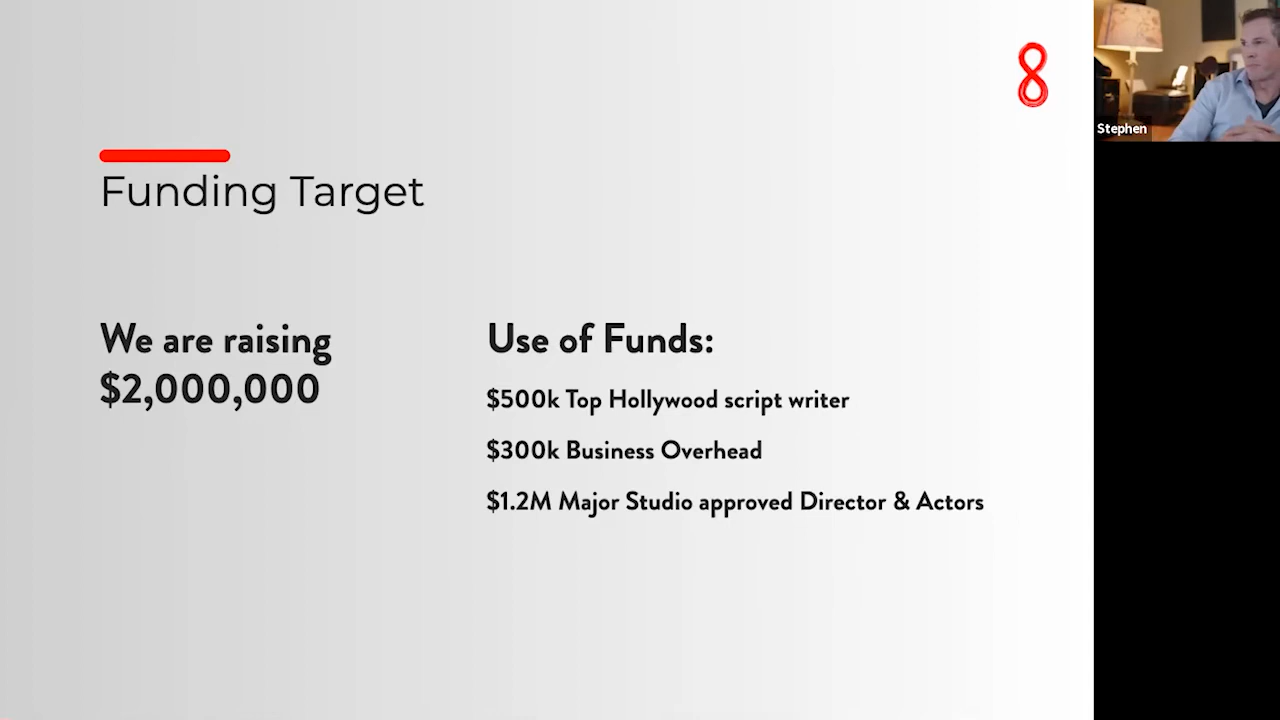 8
Funding Target
We are raising
$2,000,000
Use of Funds:
$500k Top Hollywood script writer
$300k Business Overhead
$1.2M Major Studio approved Director & Actors
Stephen